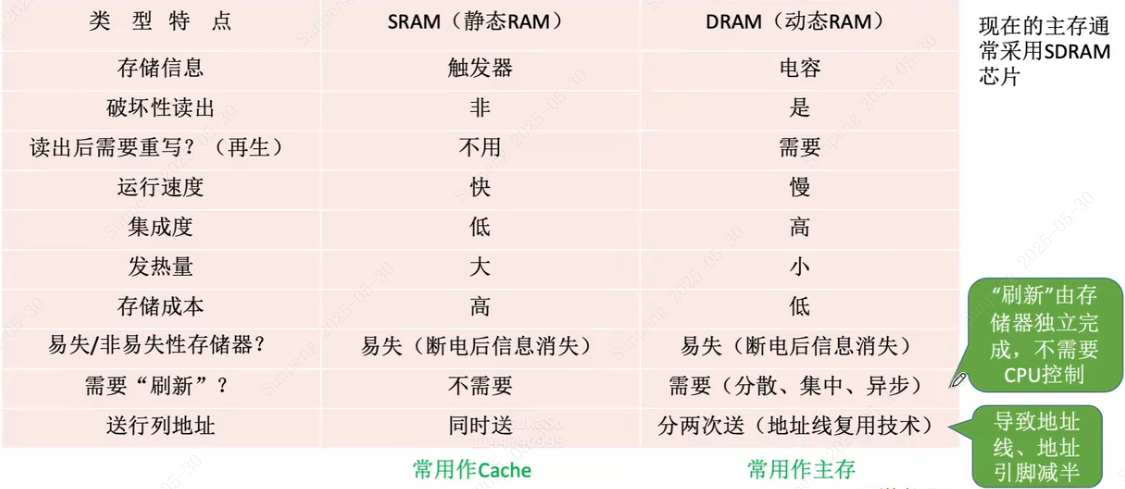 类 型 特 点 SRAM（静态RAM） DRAM（动态RAM）
存储信息 触发器 电容
破坏性读出 非 是
读出后需要重写？（再生） 不用 需要
运行速度 快 慢
集成度 低 高
发热量 大 小
存储成本 高 低
易失/非易失性存储器？ 易失（断电后信息消失） 易失（断电后信息消失）
需要“刷新”？ 不需要 需要（分散、集中、异步）
送行列地址 同时送 分两次送（地址线复用技术）
常用作Cache 常用作主存
现在的主存通
常采用SDRAM
芯片
“刷新”由存
储器独立完
成，不需要
CPU控制
导致地址
线、地址
引脚减半
Sunpeng 2025-05-30